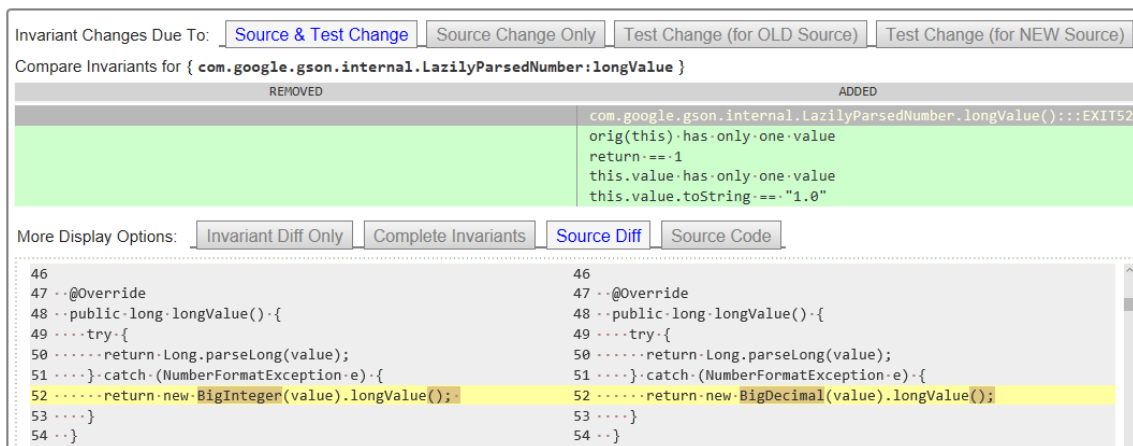 Invariant Changes Due To: Source & Test Change Source Change Only Test Change (for OLD Source) Test Change (for NEW Source)
Compare Invariants for { com.google.gson.internal.LazilyParsedNumber:longValue }
REMOVED ADDED
com.google.gson.internal.LazilyParsedNumber.longValue():::EXIT52
orig(this)·has·only·one·value
return·==·1
this.value·has·only·one·value
this.value.toString·==·"1.0"
More Display Options: Invariant Diff Only Complete Invariants Source Diff Source Code
46 46
47 ··@Override 47 ··@Override
48 ··public·long·longValue()·{ 48 ··public·long·longValue()·{
49 ····try·{ 49 ····try·{
50 ······return·Long.parseLong(value); 50 ······return·Long.parseLong(value);
51 ····}·catch·(NumberFormatException·e)·{ 51 ····}·catch·(NumberFormatException·e)·{
52 ······return·new·BigInteger(value).longValue();· 52 ······return·new·BigDecimal(value).longValue();
53 ····} 53 ····}
54 ··} 54 ··}